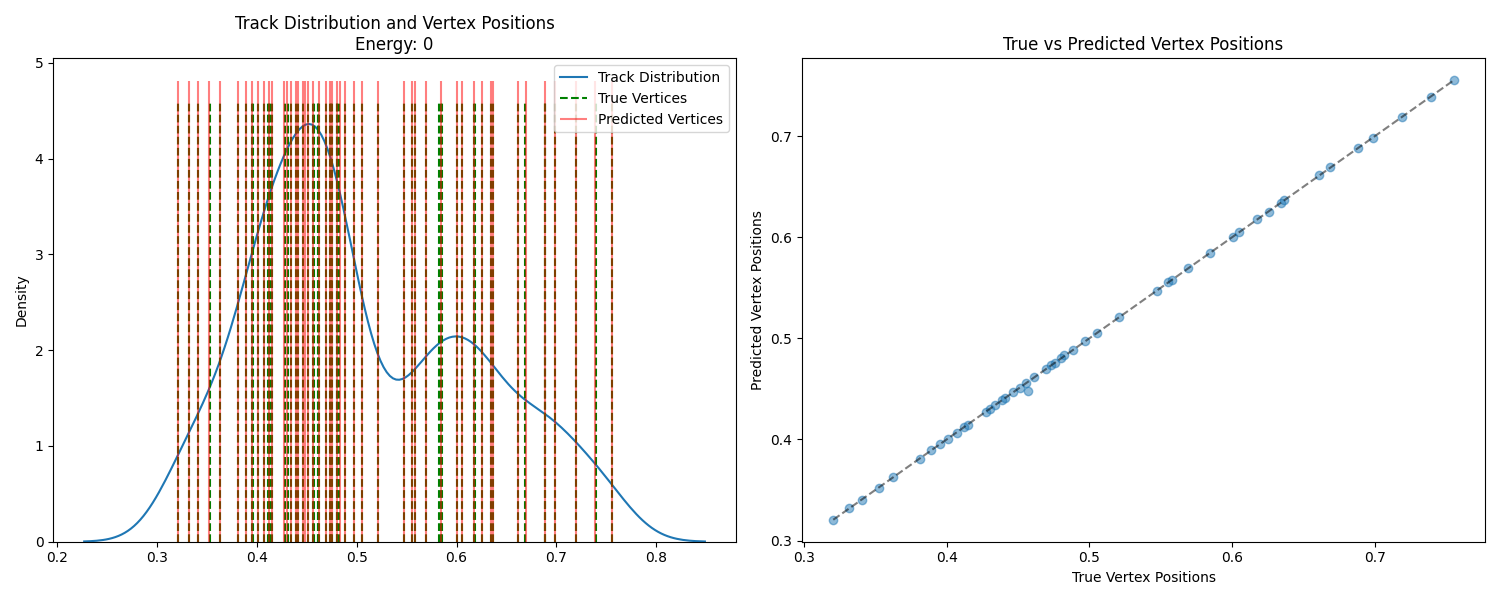 Track Distribution and Vertex Positions
Energy: 0
Density
5
4
3
2
1
0
0.2 0.3 0.4 0.5 0.6 0.7 0.8
Track Distribution
True Vertices
Predicted Vertices
True vs Predicted Vertex Positions
Predicted Vertex Positions
0.7
0.6
0.5
0.4
0.3
0.3 0.4 0.5 0.6 0.7
True Vertex Positions